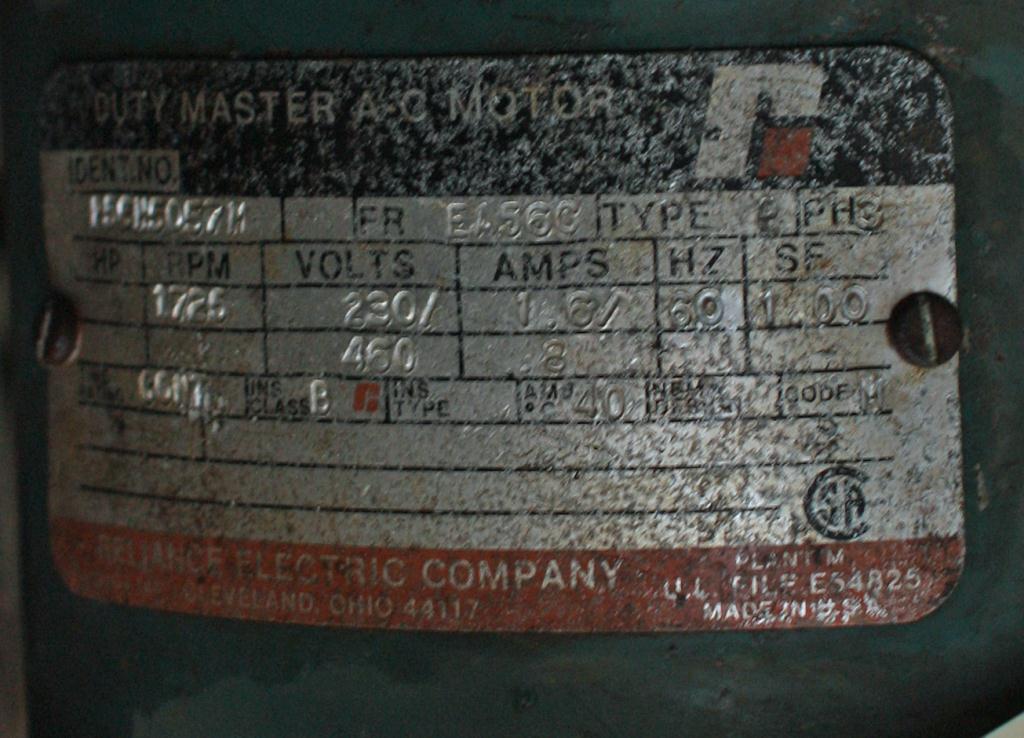 DUTY MASTER A-C MOTOR
IDENT.NO.
FR TYPE P PH3
HP RPM VOLTS AMPS HZ SF
1725 230/ 1.6/ 60 1.00
460 .8
INS CLASS B INS TYPE AMB °C 40 CODE
RELIANCE ELECTRIC COMPANY
CLEVELAND, OHIO 44117
PLANT M
U.L. FILE E54825
MADE IN U.S.A.